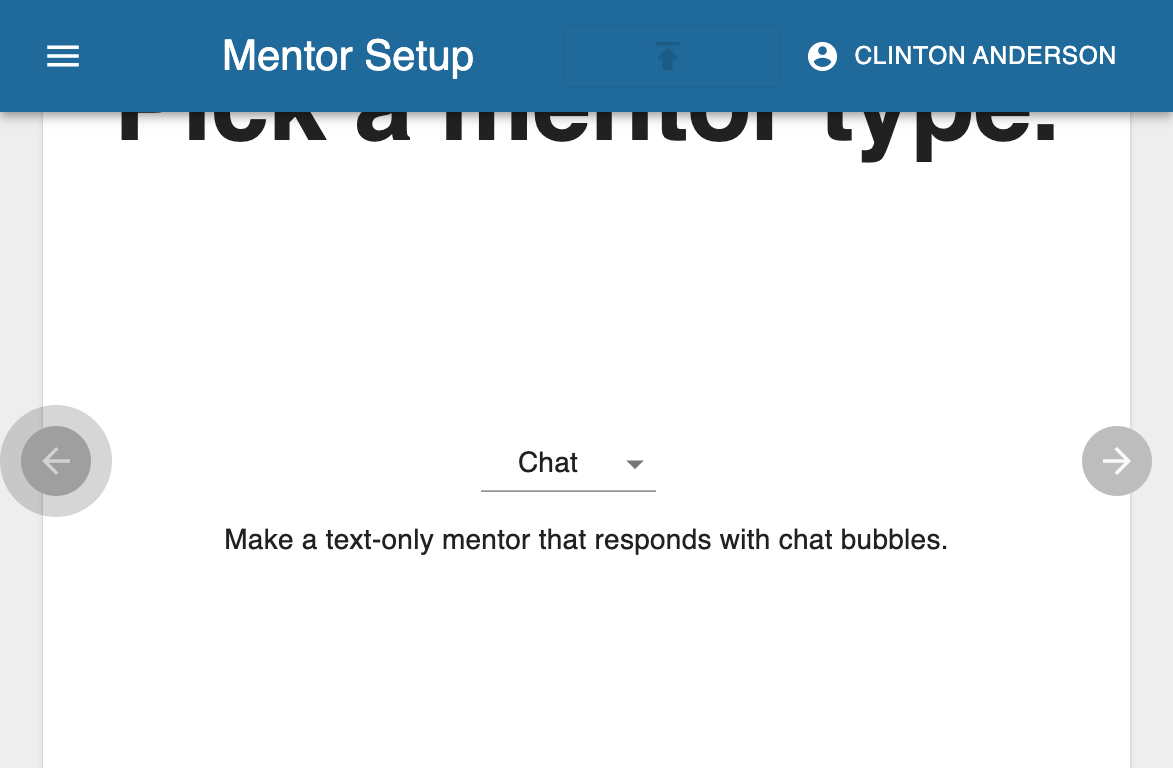 Mentor Setup
CLINTON ANDERSON
Pick a mentor type.
Chat
Make a text-only mentor that responds with chat bubbles.